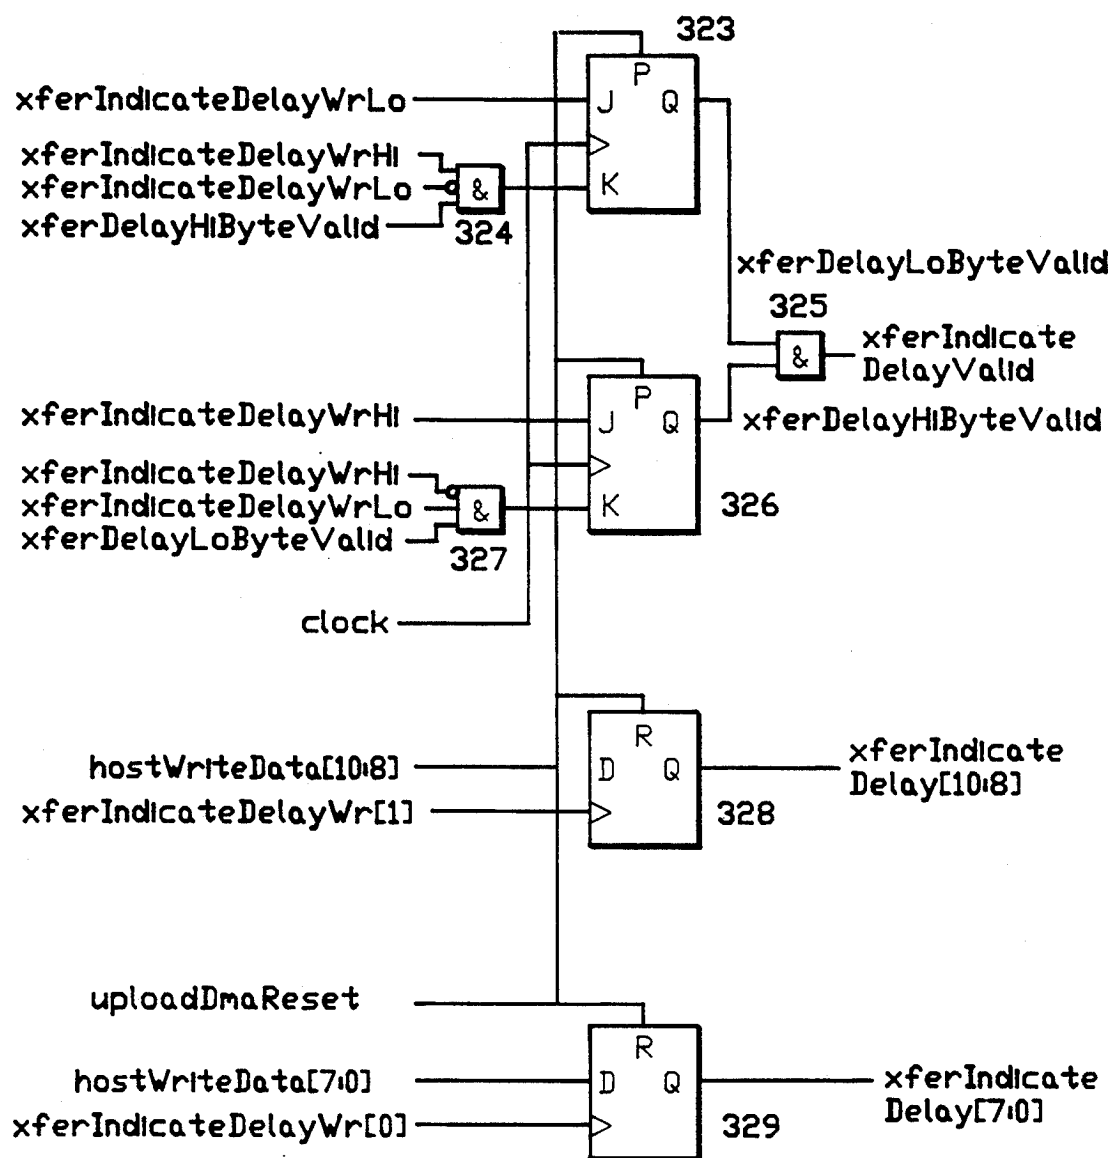 323
P
xferIndicateDelayWrLo
J
Q
xferIndicateDelayWrHi
xferIndicateDelayWrLo
&
K
xferDelayHiByteValid
324
xferDelayLoByteValid
325
xferIndicate
&
DelayValid
P
xferIndicateDelayWrHi
J
Q
xferDelayHiByteValid
xferIndicateDelayWrHi
xferIndicateDelayWrLo
&
K
326
xferDelayLoByteValid
327
clock
R
hostWriteData[10:8]
D
Q
xferIndicate
Delay[10:8]
xferIndicateDelayWr[1]
328
uploadDmaReset
R
hostWriteData[7:0]
D
Q
xferIndicate
Delay[7:0]
xferIndicateDelayWr[0]
329